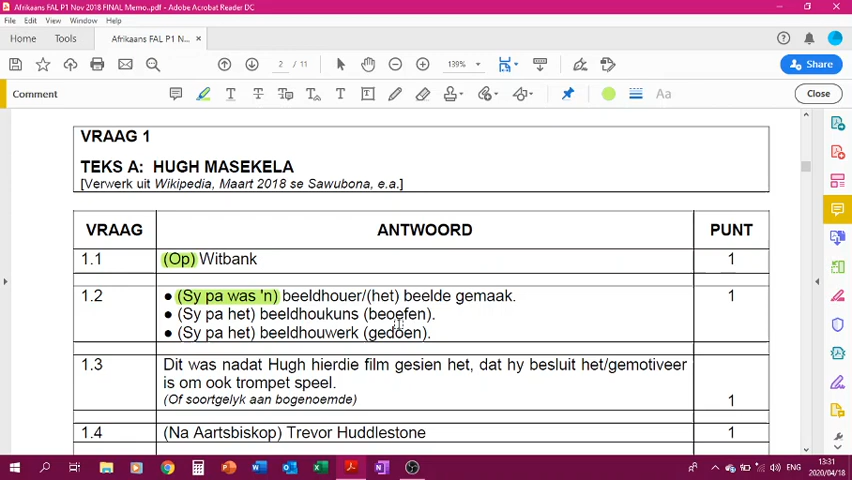 Afrikaans FAL P1 Nov 2018 FINAL Memo..pdf - Adobe Acrobat Reader DC
File Edit View Window Help
Home Tools Afrikaans FAL P1 N... ×
2 / 11 139% Share
Comment Aa Close
VRAAG 1
TEKS A: HUGH MASEKELA
[Verwerk uit Wikipedia, Maart 2018 se Sawubona, e.a.]
VRAAG ANTWOORD PUNT
1.1 (Op) Witbank 1
1.2 ● (Sy pa was 'n) beeldhouer/(het) beelde gemaak. 1
● (Sy pa het) beeldhoukuns (beoefen).
● (Sy pa het) beeldhouwerk (gedoen).
1.3 Dit was nadat Hugh hierdie film gesien het, dat hy besluit het/gemotiveer
is om ook trompet speel.
(Of soortgelyk aan bogenoemde) 1
1.4 (Na Aartsbiskop) Trevor Huddlestone 1
ENG 13:31
2020/04/18